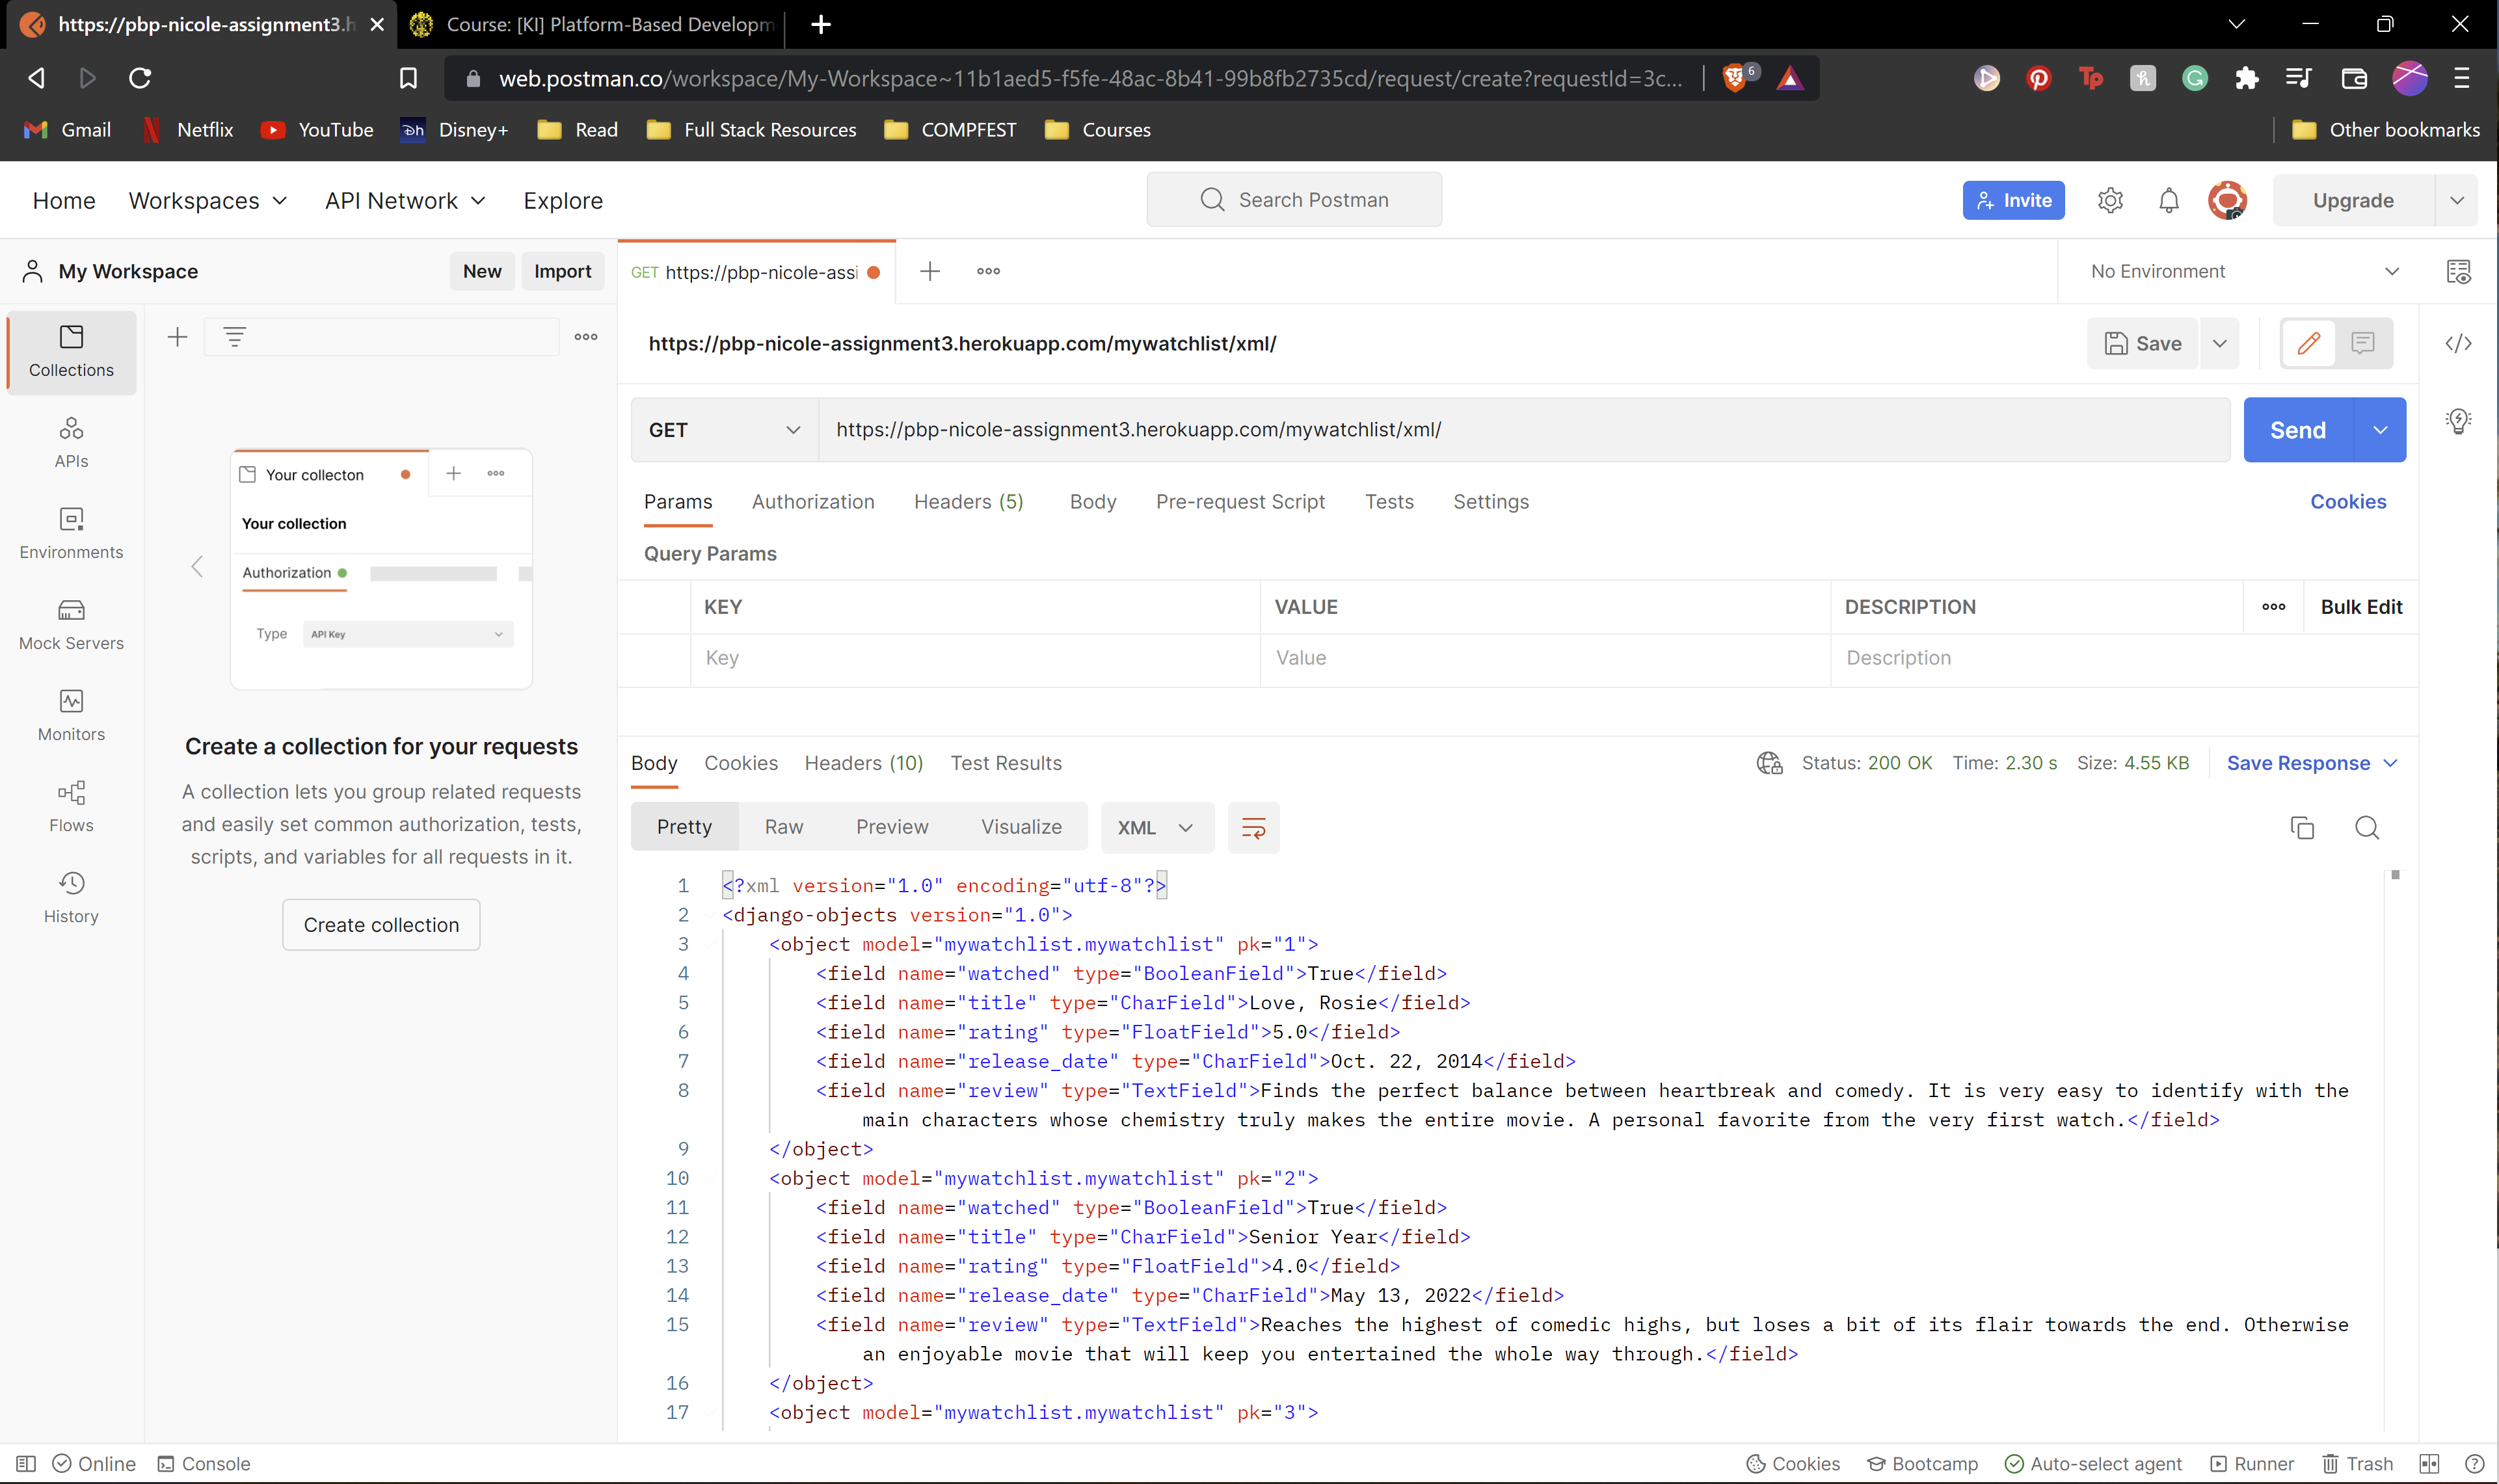 https://pbp-nicole-assignment3.h
Course: [KI] Platform-Based Developm
web.postman.co/workspace/My-Workspace~11b1aed5-f5fe-48ac-8b41-99b8fb2735cd/request/create?requestId=3c...
6
Gmail
Netflix
YouTube
Disney+
Read
Full Stack Resources
COMPFEST
Courses
Other bookmarks
Home
Workspaces
API Network
Explore
Search Postman
Invite
Upgrade
My Workspace
New
Import
GET https://pbp-nicole-assi
No Environment
Collections
APIs
Environments
Mock Servers
Monitors
Flows
History
Your collecton
Your collection
Authorization
Type
API Key
Create a collection for your requests
A collection lets you group related requests
and easily set common authorization, tests,
scripts, and variables for all requests in it.
Create collection
https://pbp-nicole-assignment3.herokuapp.com/mywatchlist/xml/
Save
GET
https://pbp-nicole-assignment3.herokuapp.com/mywatchlist/xml/
Send
Params
Authorization
Headers (5)
Body
Pre-request Script
Tests
Settings
Cookies
Query Params
KEY
VALUE
DESCRIPTION
Bulk Edit
Key
Value
Description
Body
Cookies
Headers (10)
Test Results
Status: 200 OK
Time: 2.30 s
Size: 4.55 KB
Save Response
Pretty
Raw
Preview
Visualize
XML
1 <?xml version="1.0" encoding="utf-8"?>
2 <django-objects version="1.0">
3 <object model="mywatchlist.mywatchlist" pk="1">
4 <field name="watched" type="BooleanField">True</field>
5 <field name="title" type="CharField">Love, Rosie</field>
6 <field name="rating" type="FloatField">5.0</field>
7 <field name="release_date" type="CharField">Oct. 22, 2014</field>
8 <field name="review" type="TextField">Finds the perfect balance between heartbreak and comedy. It is very easy to identify with the
main characters whose chemistry truly makes the entire movie. A personal favorite from the very first watch.</field>
9 </object>
10 <object model="mywatchlist.mywatchlist" pk="2">
11 <field name="watched" type="BooleanField">True</field>
12 <field name="title" type="CharField">Senior Year</field>
13 <field name="rating" type="FloatField">4.0</field>
14 <field name="release_date" type="CharField">May 13, 2022</field>
15 <field name="review" type="TextField">Reaches the highest of comedic highs, but loses a bit of its flair towards the end. Otherwise
an enjoyable movie that will keep you entertained the whole way through.</field>
16 </object>
17 <object model="mywatchlist.mywatchlist" pk="3">
Online
Console
Cookies
Bootcamp
Auto-select agent
Runner
Trash